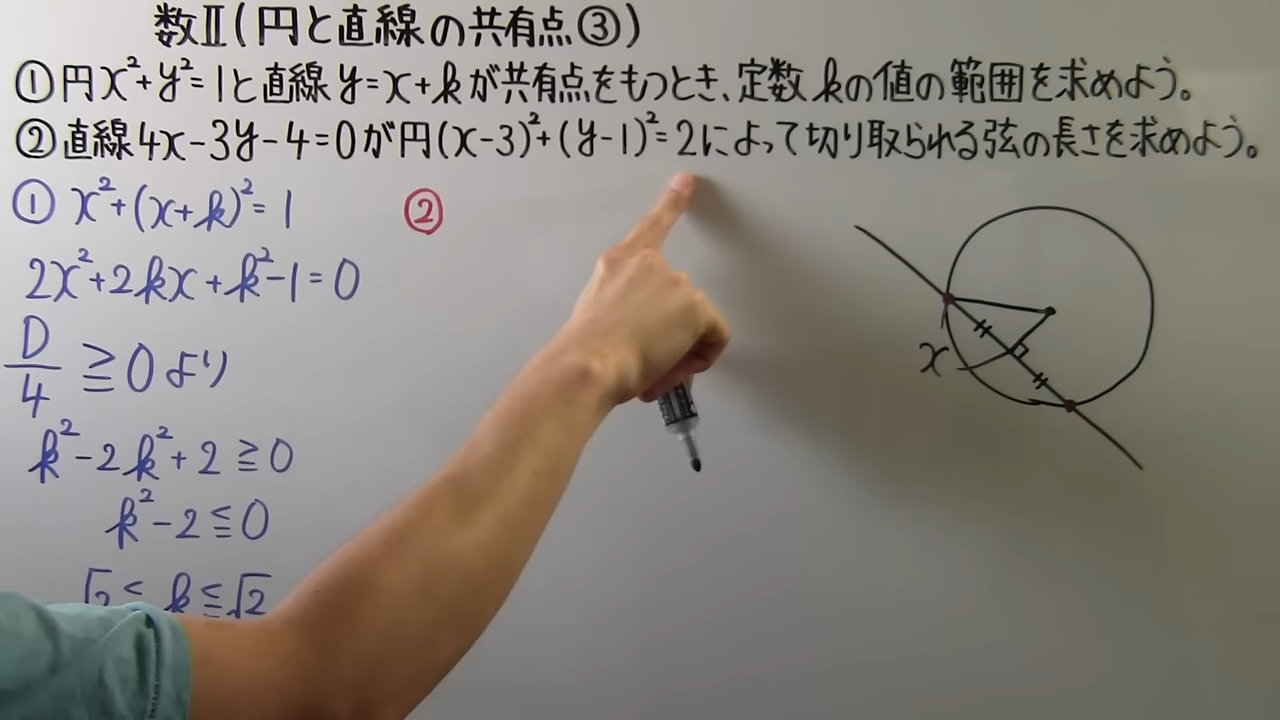 数Ⅱ(円と直線の共有点③)
①円x²+y²=1と直線y=x+kが共有点をもつとき、定数kの値の範囲を求めよう。
②直線4x-3y-4=0が円(x-3)²+(y-1)²=2によって切り取られる弦の長さを求めよう。
① x²+(x+k)²=1
2x²+2kx+k²-1=0
D/4≧0より
k²-2k²+2≧0
k²-2≦0
√2≦k≦√2
②
x